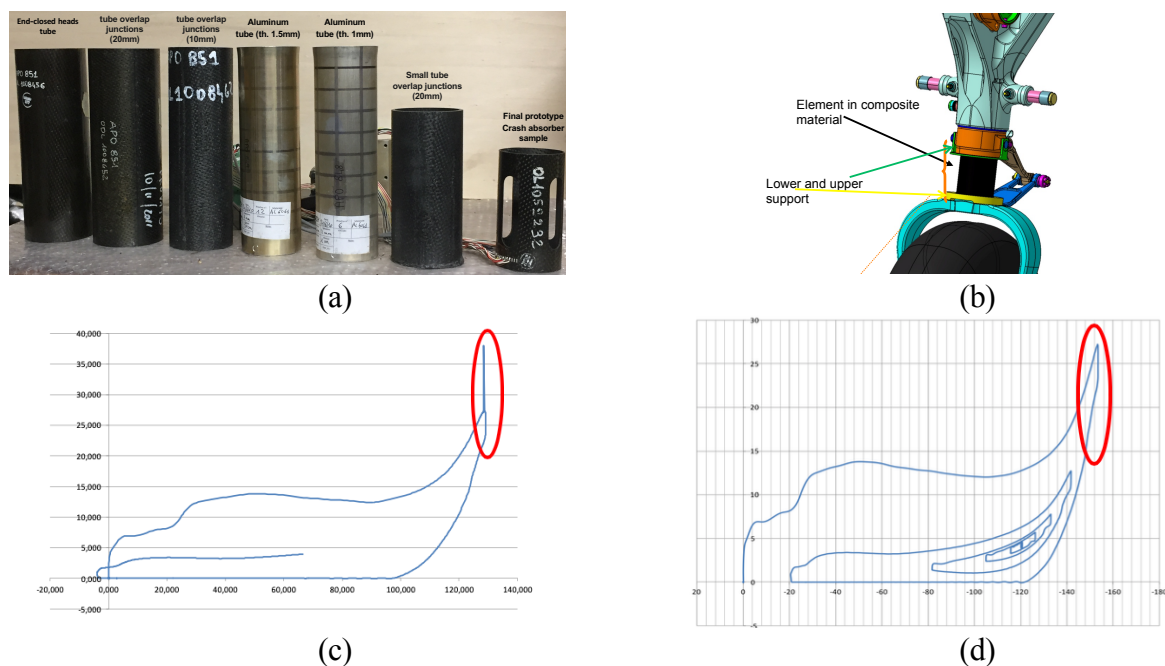 End-closed heads
tube
tube overlap
junctions
(20mm)
tube overlap
junctions
(10mm)
Aluminum
tube (th. 1.5mm)
Aluminum
tube (th. 1mm)
Small tube
overlap junctions
(20mm)
Final prototype
Crash absorber
sample
APO 851
(a)
Element in composite
material
Lower and upper
support
(b)
40,000
35,000
30,000
25,000
20,000
15,000
10,000
5,000
0,000
-5,000
-20,000 0,000 20,000 40,000 60,000 80,000 100,000 120,000 140,000
(c)
30
25
20
15
10
5
0
-5
20 0 -20 -40 -60 -80 -100 -120 -140 -160 -180
(d)